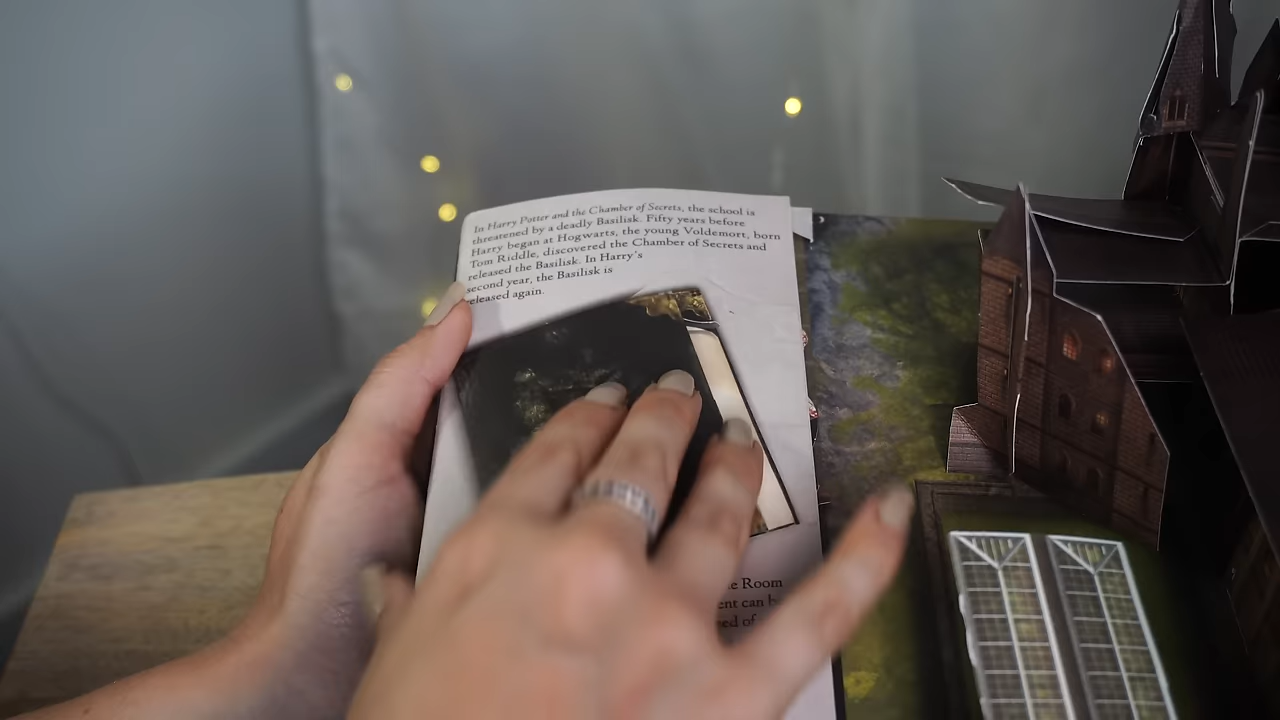 In Harry Potter and the Chamber of Secrets, the school is
threatened by a deadly Basilisk. Fifty years before
Harry began at Hogwarts, the young Voldemort, born
Tom Riddle, discovered the Chamber of Secrets and
released the Basilisk. In Harry's
second year, the Basilisk is
released again.
Room
can
of